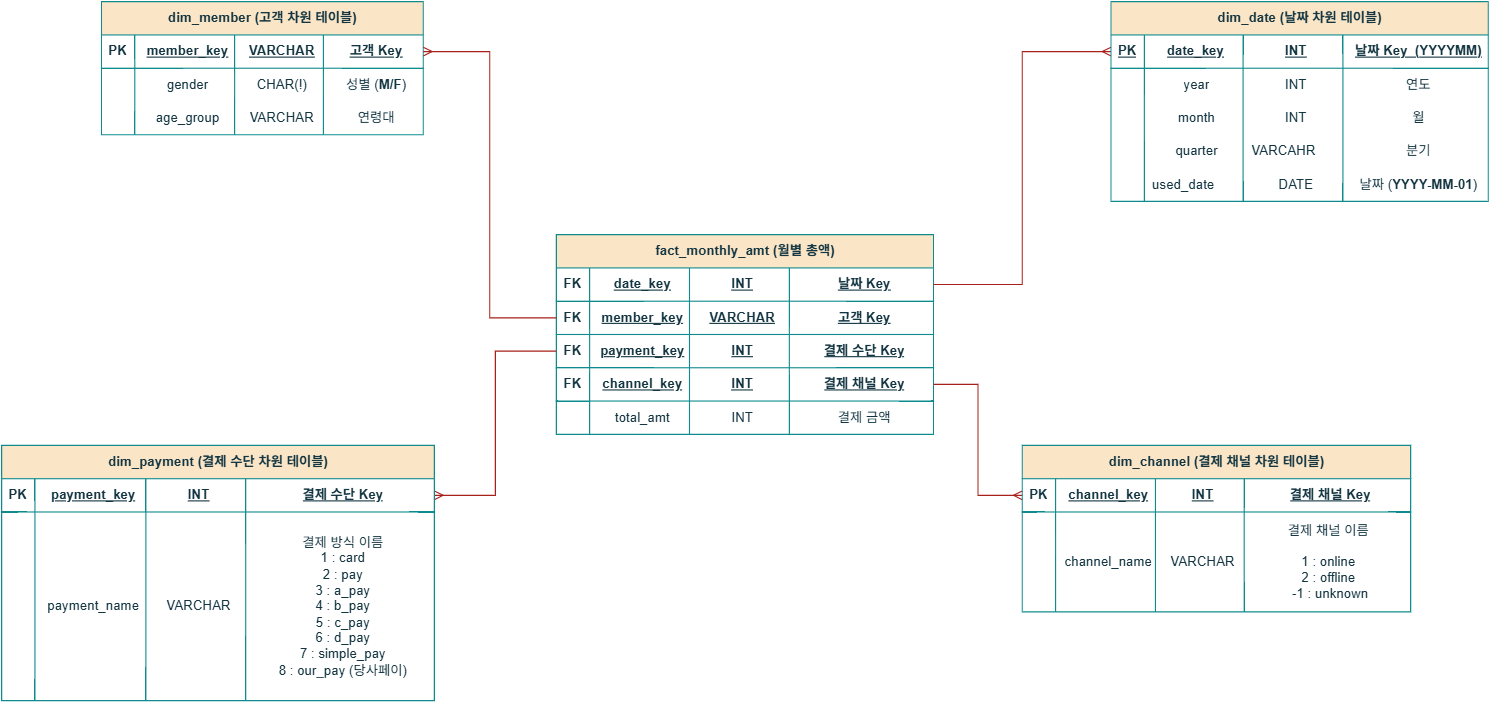 dim_member (고객 차원 테이블)
PK member_key VARCHAR 고객 Key
gender CHAR(!) 성별 (M/F)
age_group VARCHAR 연령대
dim_date (날짜 차원 테이블)
PK date_key INT 날짜 Key (YYYYMM)
year INT 연도
month INT 월
quarter VARCAHR 분기
used_date DATE 날짜 (YYYY-MM-01)
fact_monthly_amt (월별 총액)
FK date_key INT 날짜 Key
FK member_key VARCHAR 고객 Key
FK payment_key INT 결제 수단 Key
FK channel_key INT 결제 채널 Key
total_amt INT 결제 금액
dim_payment (결제 수단 차원 테이블)
PK payment_key INT 결제 수단 Key
payment_name VARCHAR
결제 방식 이름
1 : card
2 : pay
3 : a_pay
4 : b_pay
5 : c_pay
6 : d_pay
7 : simple_pay
8 : our_pay (당사페이)
dim_channel (결제 채널 차원 테이블)
PK channel_key INT 결제 채널 Key
channel_name VARCHAR
결제 채널 이름
1 : online
2 : offline
-1 : unknown